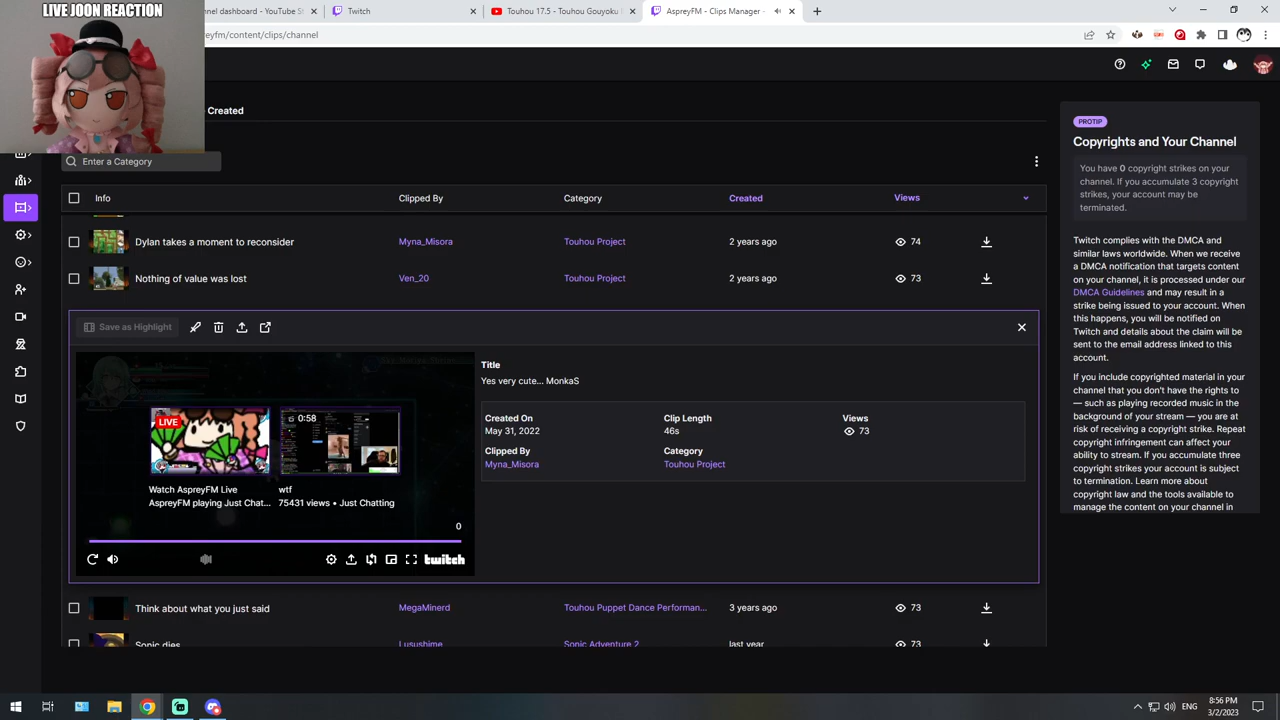 LIVE JOON REACTION
nnel dashboard - YouTube St
Twitch
Touhou 17.5 - Touhou Gouyoku
AspreyFM - Clips Manager -
eyfm/content/clips/channel
Created
Enter a Category
Info
Clipped By
Category
Created
Views
Dylan takes a moment to reconsider
Myna_Misora
Touhou Project
2 years ago
74
Nothing of value was lost
Ven_20
Touhou Project
2 years ago
73
Save as Highlight
LIVE
0:58
Watch AspreyFM Live
AspreyFM playing Just Chat...
wtf
75431 views • Just Chatting
0
twitch
Title
Yes very cute... MonkaS
Created On
May 31, 2022
Clip Length
46s
Views
73
Clipped By
Myna_Misora
Category
Touhou Project
Think about what you just said
MegaMinerd
Touhou Puppet Dance Performan...
3 years ago
73
Sonic dies
Lusushime
Sonic Adventure 2
last year
73
PROTIP
Copyrights and Your Channel
You have 0 copyright strikes on
your channel. If you accumulate 3 copyright
strikes, your account may be
terminated.
Twitch complies with the DMCA and
similar laws worldwide. When we receive
a DMCA notification that targets content
on your channel, it is processed under our
DMCA Guidelines and may result in a
strike being issued to your account. When
this happens, you will be notified on
Twitch and details about the claim will be
sent to the email address linked to this
account.
If you include copyrighted material in your
channel that you don't have the rights to
— such as playing recorded music in the
background of your stream — you are at
risk of receiving a copyright strike. Repeat
copyright infringement can affect your
ability to stream. If you accumulate three
copyright strikes your account is subject
to termination. Learn more about
copyright law and the tools available to
manage the content on your channel in
ENG
8:56 PM
3/2/2023